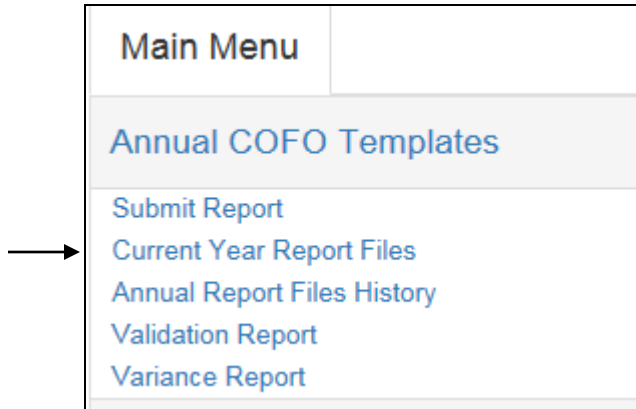 Main Menu
Annual COFO Templates
Submit Report
Current Year Report Files
Annual Report Files History
Validation Report
Variance Report